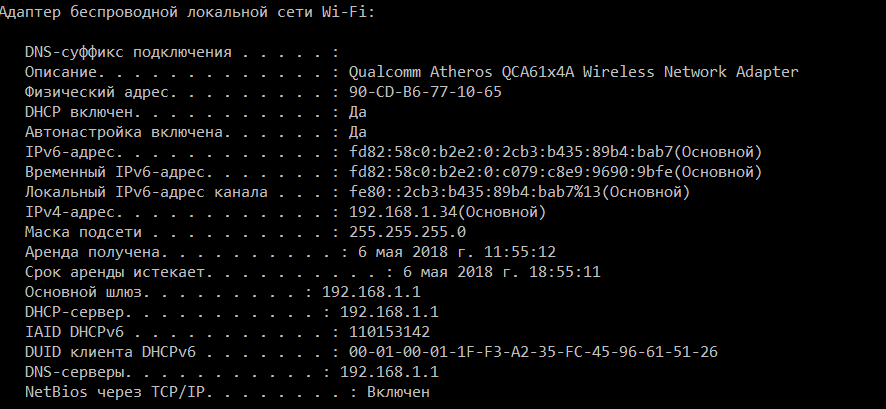 Адаптер беспроводной локальной сети Wi-Fi:
DNS-суффикс подключения . . . . . :
Описание. . . . . . . . . . . . . : Qualcomm Atheros QCA61x4A Wireless Network Adapter
Физический адрес. . . . . . . . . : 90-CD-B6-77-10-65
DHCP включен. . . . . . . . . . . : Да
Автонастройка включена. . . . . . : Да
IPv6-адрес. . . . . . . . . . . . : fd82:58c0:b2e2:0:2cb3:b435:89b4:bab7(Основной)
Временный IPv6-адрес. . . . . . . : fd82:58c0:b2e2:0:c079:c8e9:9690:9bfe(Основной)
Локальный IPv6-адрес канала . . . : fe80::2cb3:b435:89b4:bab7%13(Основной)
IPv4-адрес. . . . . . . . . . . . : 192.168.1.34(Основной)
Маска подсети . . . . . . . . . . : 255.255.255.0
Аренда получена. . . . . . . . . . : 6 мая 2018 г. 11:55:12
Срок аренды истекает. . . . . . . . . . : 6 мая 2018 г. 18:55:11
Основной шлюз. . . . . . . . . : 192.168.1.1
DHCP-сервер. . . . . . . . . . . : 192.168.1.1
IAID DHCPv6 . . . . . . . . . . . : 110153142
DUID клиента DHCPv6 . . . . . . . : 00-01-00-01-1F-F3-A2-35-FC-45-96-61-51-26
DNS-серверы. . . . . . . . . . . : 192.168.1.1
NetBios через TCP/IP. . . . . . . . : Включен